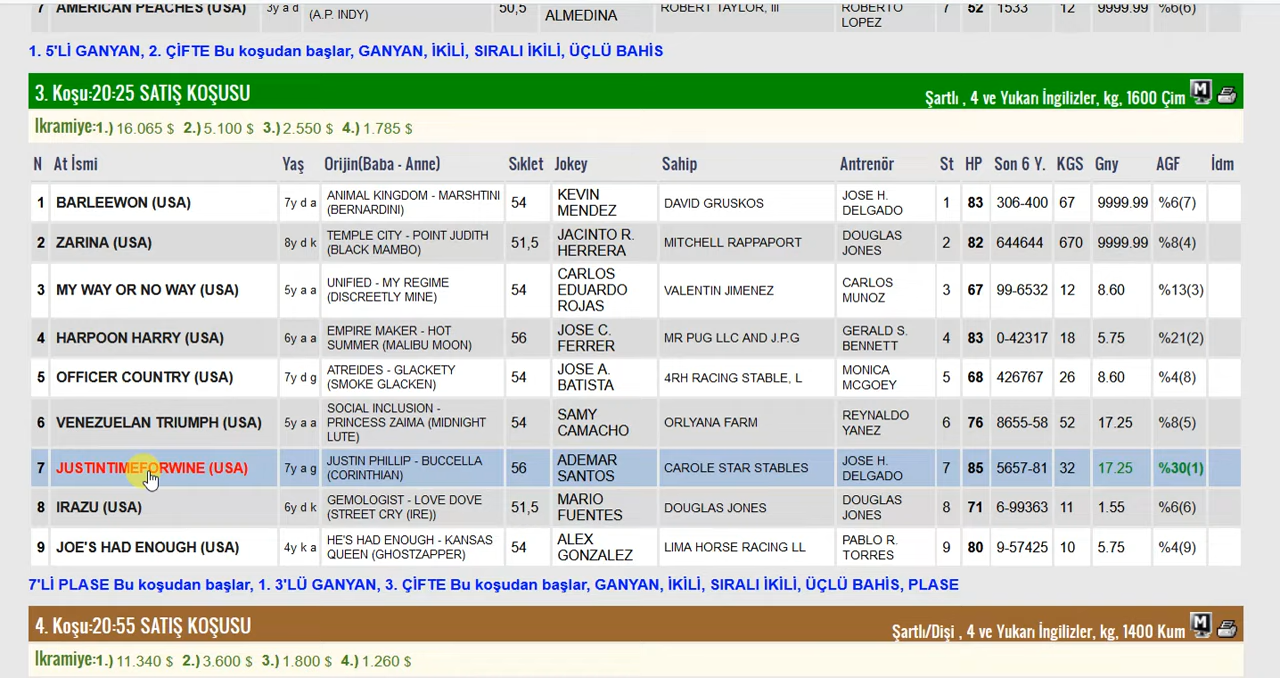 7 AMERICAN PEACHES (USA) 3y a d (A.P. INDY) 50,5 ALMEDINA ROBERT TAYLOR, III ROBERTO LOPEZ 7 52 1533 12 9999.99 %6(6)
1. 5'Lİ GANYAN, 2. ÇİFTE Bu koşudan başlar, GANYAN, İKİLİ, SIRALI İKİLİ, ÜÇLÜ BAHİS
3. Koşu:20:25 SATIŞ KOŞUSU Şartlı , 4 ve Yukarı İngilizler, kg, 1600 Çim M
İkramiye:1.) 16.065 $ 2.) 5.100 $ 3.) 2.550 $ 4.) 1.785 $
N At İsmi Yaş Orijin(Baba - Anne) Sıklet Jokey Sahip Antrenör St HP Son 6 Y. KGS Gny AGF İdm
1 BARLEEWON (USA) 7y d a ANIMAL KINGDOM - MARSHTINI (BERNARDINI) 54 KEVIN MENDEZ DAVID GRUSKOS JOSE H. DELGADO 1 83 306-400 67 9999.99 %6(7)
2 ZARINA (USA) 8y d k TEMPLE CITY - POINT JUDITH (BLACK MAMBO) 51,5 JACINTO R. HERRERA MITCHELL RAPPAPORT DOUGLAS JONES 2 82 644644 670 9999.99 %8(4)
3 MY WAY OR NO WAY (USA) 5y a a UNIFIED - MY REGIME (DISCREETLY MINE) 54 CARLOS EDUARDO ROJAS VALENTIN JIMENEZ CARLOS MUNOZ 3 67 99-6532 12 8.60 %13(3)
4 HARPOON HARRY (USA) 6y a a EMPIRE MAKER - HOT SUMMER (MALIBU MOON) 56 JOSE C. FERRER MR PUG LLC AND J.P.G GERALD S. BENNETT 4 83 0-42317 18 5.75 %21(2)
5 OFFICER COUNTRY (USA) 7y d g ATREIDES - GLACKETY (SMOKE GLACKEN) 54 JOSE A. BATISTA 4RH RACING STABLE, L MONICA MCGOEY 5 68 426767 26 8.60 %4(8)
6 VENEZUELAN TRIUMPH (USA) 5y a a SOCIAL INCLUSION - PRINCESS ZAIMA (MIDNIGHT LUTE) 54 SAMY CAMACHO ORLYANA FARM REYNALDO YANEZ 6 76 8655-58 52 17.25 %8(5)
7 JUSTINTIMEFORWINE (USA) 7y a g JUSTIN PHILLIP - BUCCELLA (CORINTHIAN) 56 ADEMAR SANTOS CAROLE STAR STABLES JOSE H. DELGADO 7 85 5657-81 32 17.25 %30(1)
8 IRAZU (USA) 6y d k GEMOLOGIST - LOVE DOVE (STREET CRY (IRE)) 51,5 MARIO FUENTES DOUGLAS JONES DOUGLAS JONES 8 71 6-99363 11 1.55 %6(6)
9 JOE'S HAD ENOUGH (USA) 4y k a HE'S HAD ENOUGH - KANSAS QUEEN (GHOSTZAPPER) 54 ALEX GONZALEZ LIMA HORSE RACING LL PABLO R. TORRES 9 80 9-57425 10 5.75 %4(9)
7'Lİ PLASE Bu koşudan başlar, 1. 3'LÜ GANYAN, 3. ÇİFTE Bu koşudan başlar, GANYAN, İKİLİ, SIRALI İKİLİ, ÜÇLÜ BAHİS, PLASE
4. Koşu:20:55 SATIŞ KOŞUSU Şartlı/Dişi , 4 ve Yukarı İngilizler, kg, 1400 Kum M
İkramiye:1.) 11.340 $ 2.) 3.600 $ 3.) 1.800 $ 4.) 1.260 $